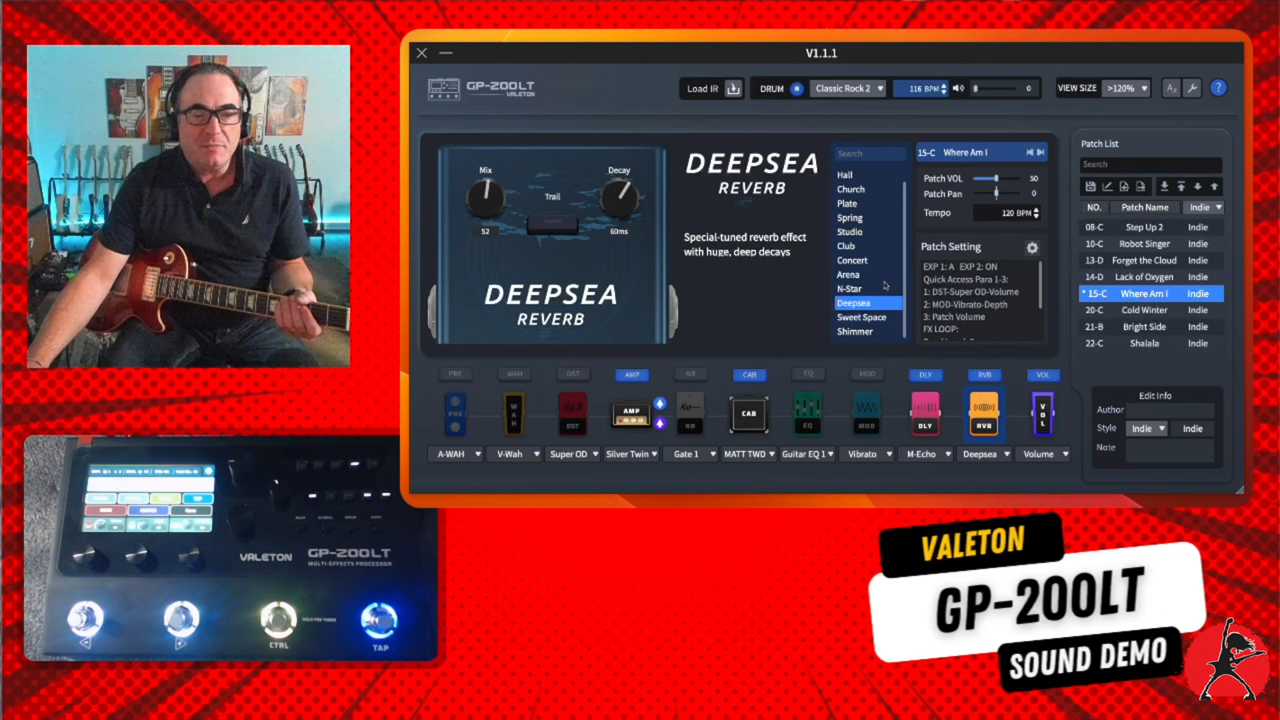 V1.1.1
GP-200LT
VALETON
Load IR
DRUM
Classic Rock 2
116 BPM
0
VIEW SIZE
>120%
?
Mix
Trail
Decay
52
60ms
DEEPSEA
REVERB
DEEPSEA
REVERB
Special-tuned reverb effect
with huge, deep decays
Search
Hall
Church
Plate
Spring
Studio
Club
Concert
Arena
N-Star
Deepsea
Sweet Space
Shimmer
15-C Where Am I
Patch VOL 50
Patch Pan 0
Tempo 120 BPM
Patch Setting
EXP 1: A EXP 2: ON
Quick Access Para 1-3:
1: DST-Super OD-Volume
2: MOD-Vibrato-Depth
3: Patch Volume
FX LOOP:
Patch List
Search
NO. Patch Name Indie
08-C Step Up 2 Indie
10-C Robot Singer Indie
13-D Forget the Cloud Indie
14-D Lack of Oxygen Indie
* 15-C Where Am I Indie
20-C Cold Winter Indie
21-B Bright Side Indie
22-C Shalala Indie
Edit Info
Author
Style Indie Indie
Note
PRE WAH DST AMP NR CAB EQ MOD DLY RVB VOL
PRE WAH DST AMP NR CAB EQ MOD DLY RVB VOL
A-WAH V-Wah Super OD Silver Twin Gate 1 MATT TWD Guitar EQ 1 Vibrato M-Echo Deepsea Volume
VALETON
GP-200LT
MULTI-EFFECTS PROCESSOR
CTRL
HOLD FOR TUNER
TAP
VALETON
GP-200LT
SOUND DEMO